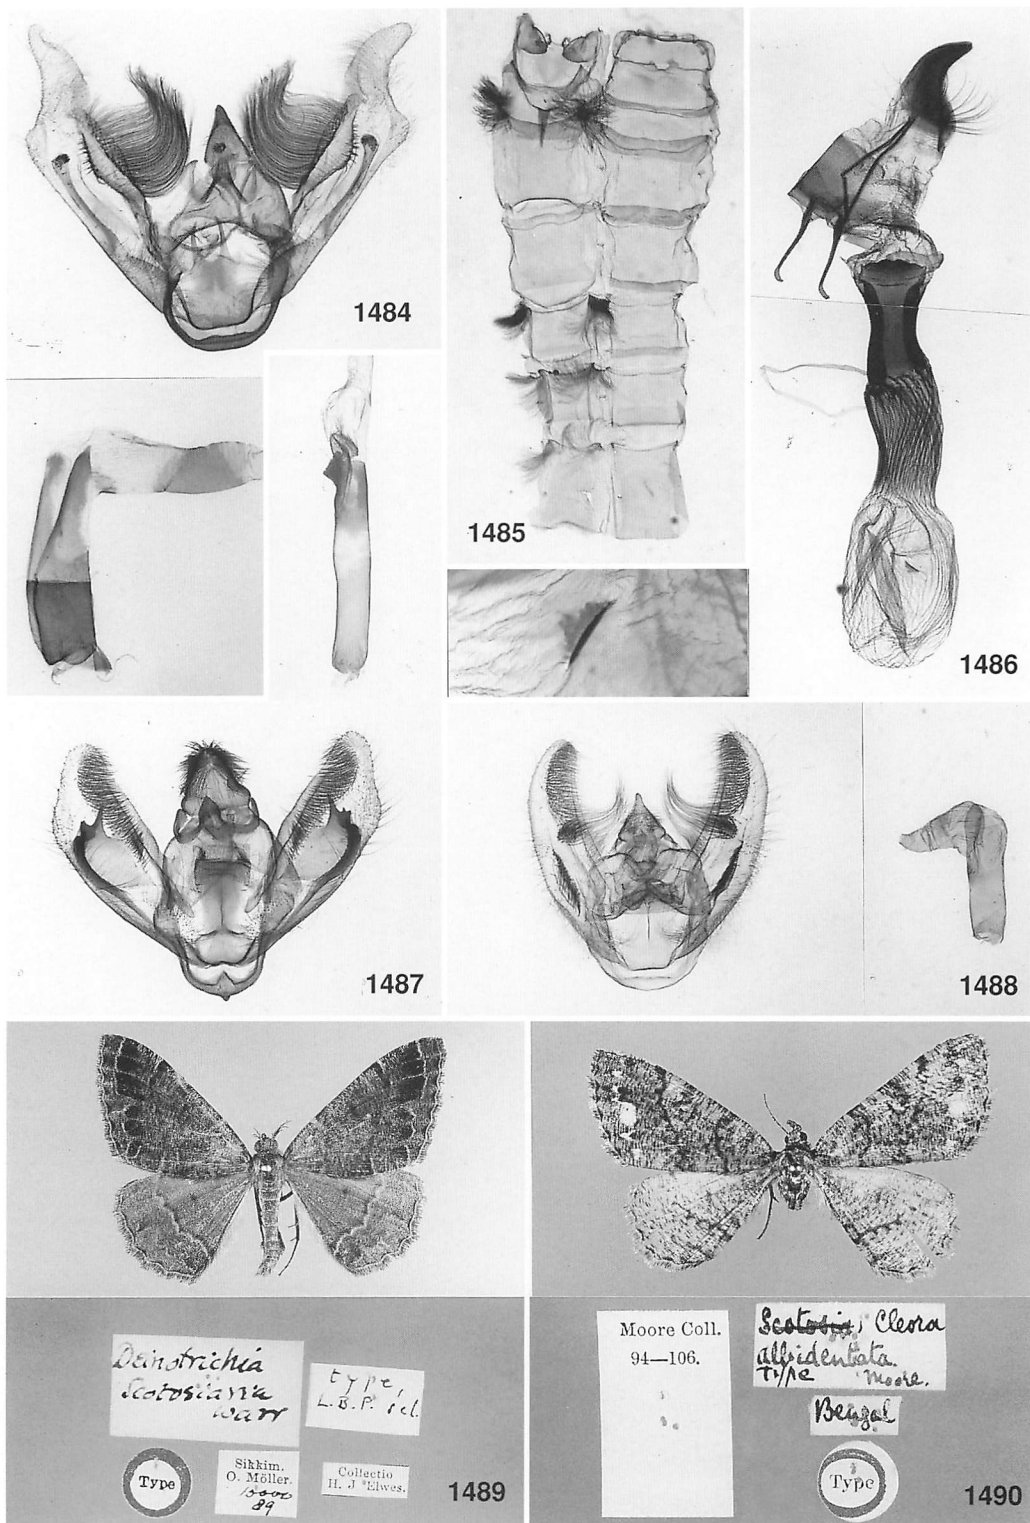 1484
1485
1486
1487
1488
Deinotrichia
Scotosiaria
Warr
type,
L.B.P. sel.
Type
Sikkim.
O. Möller.
89
Collectio
H. J Elwes.
1489
Moore Coll.
94—106.
Scotosia Cleora
albidentata.
Type Moore.
Bengal
Type
1490